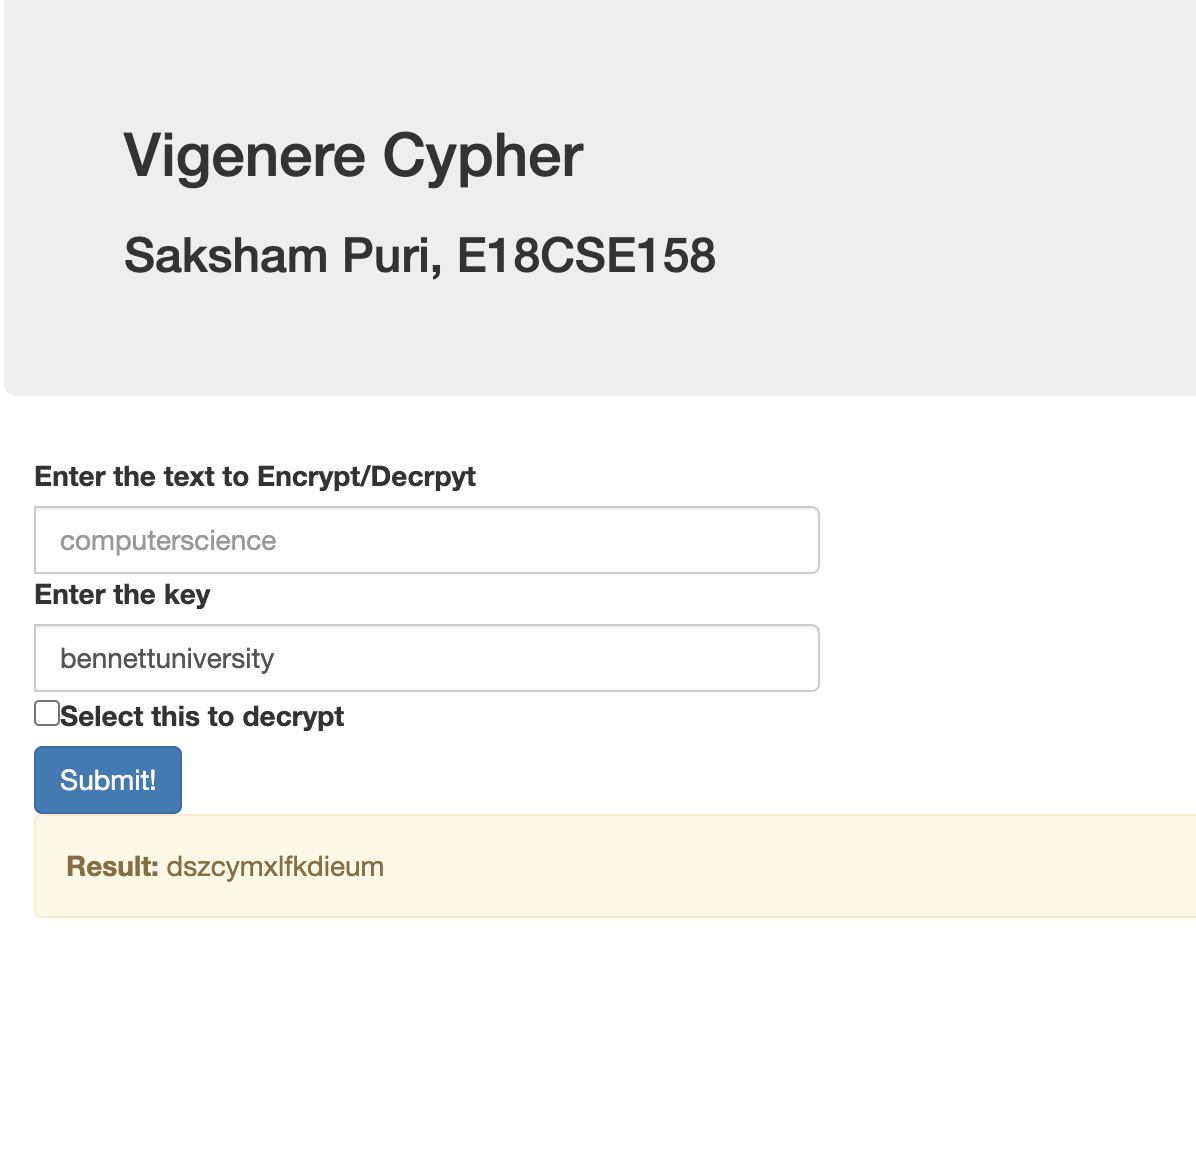 Vigenere Cypher
Saksham Puri, E18CSE158
Enter the text to Encrypt/Decrpyt
computerscience
Enter the key
bennettuniversity
Select this to decrypt
Submit!
Result: dszcymxlfkdieum